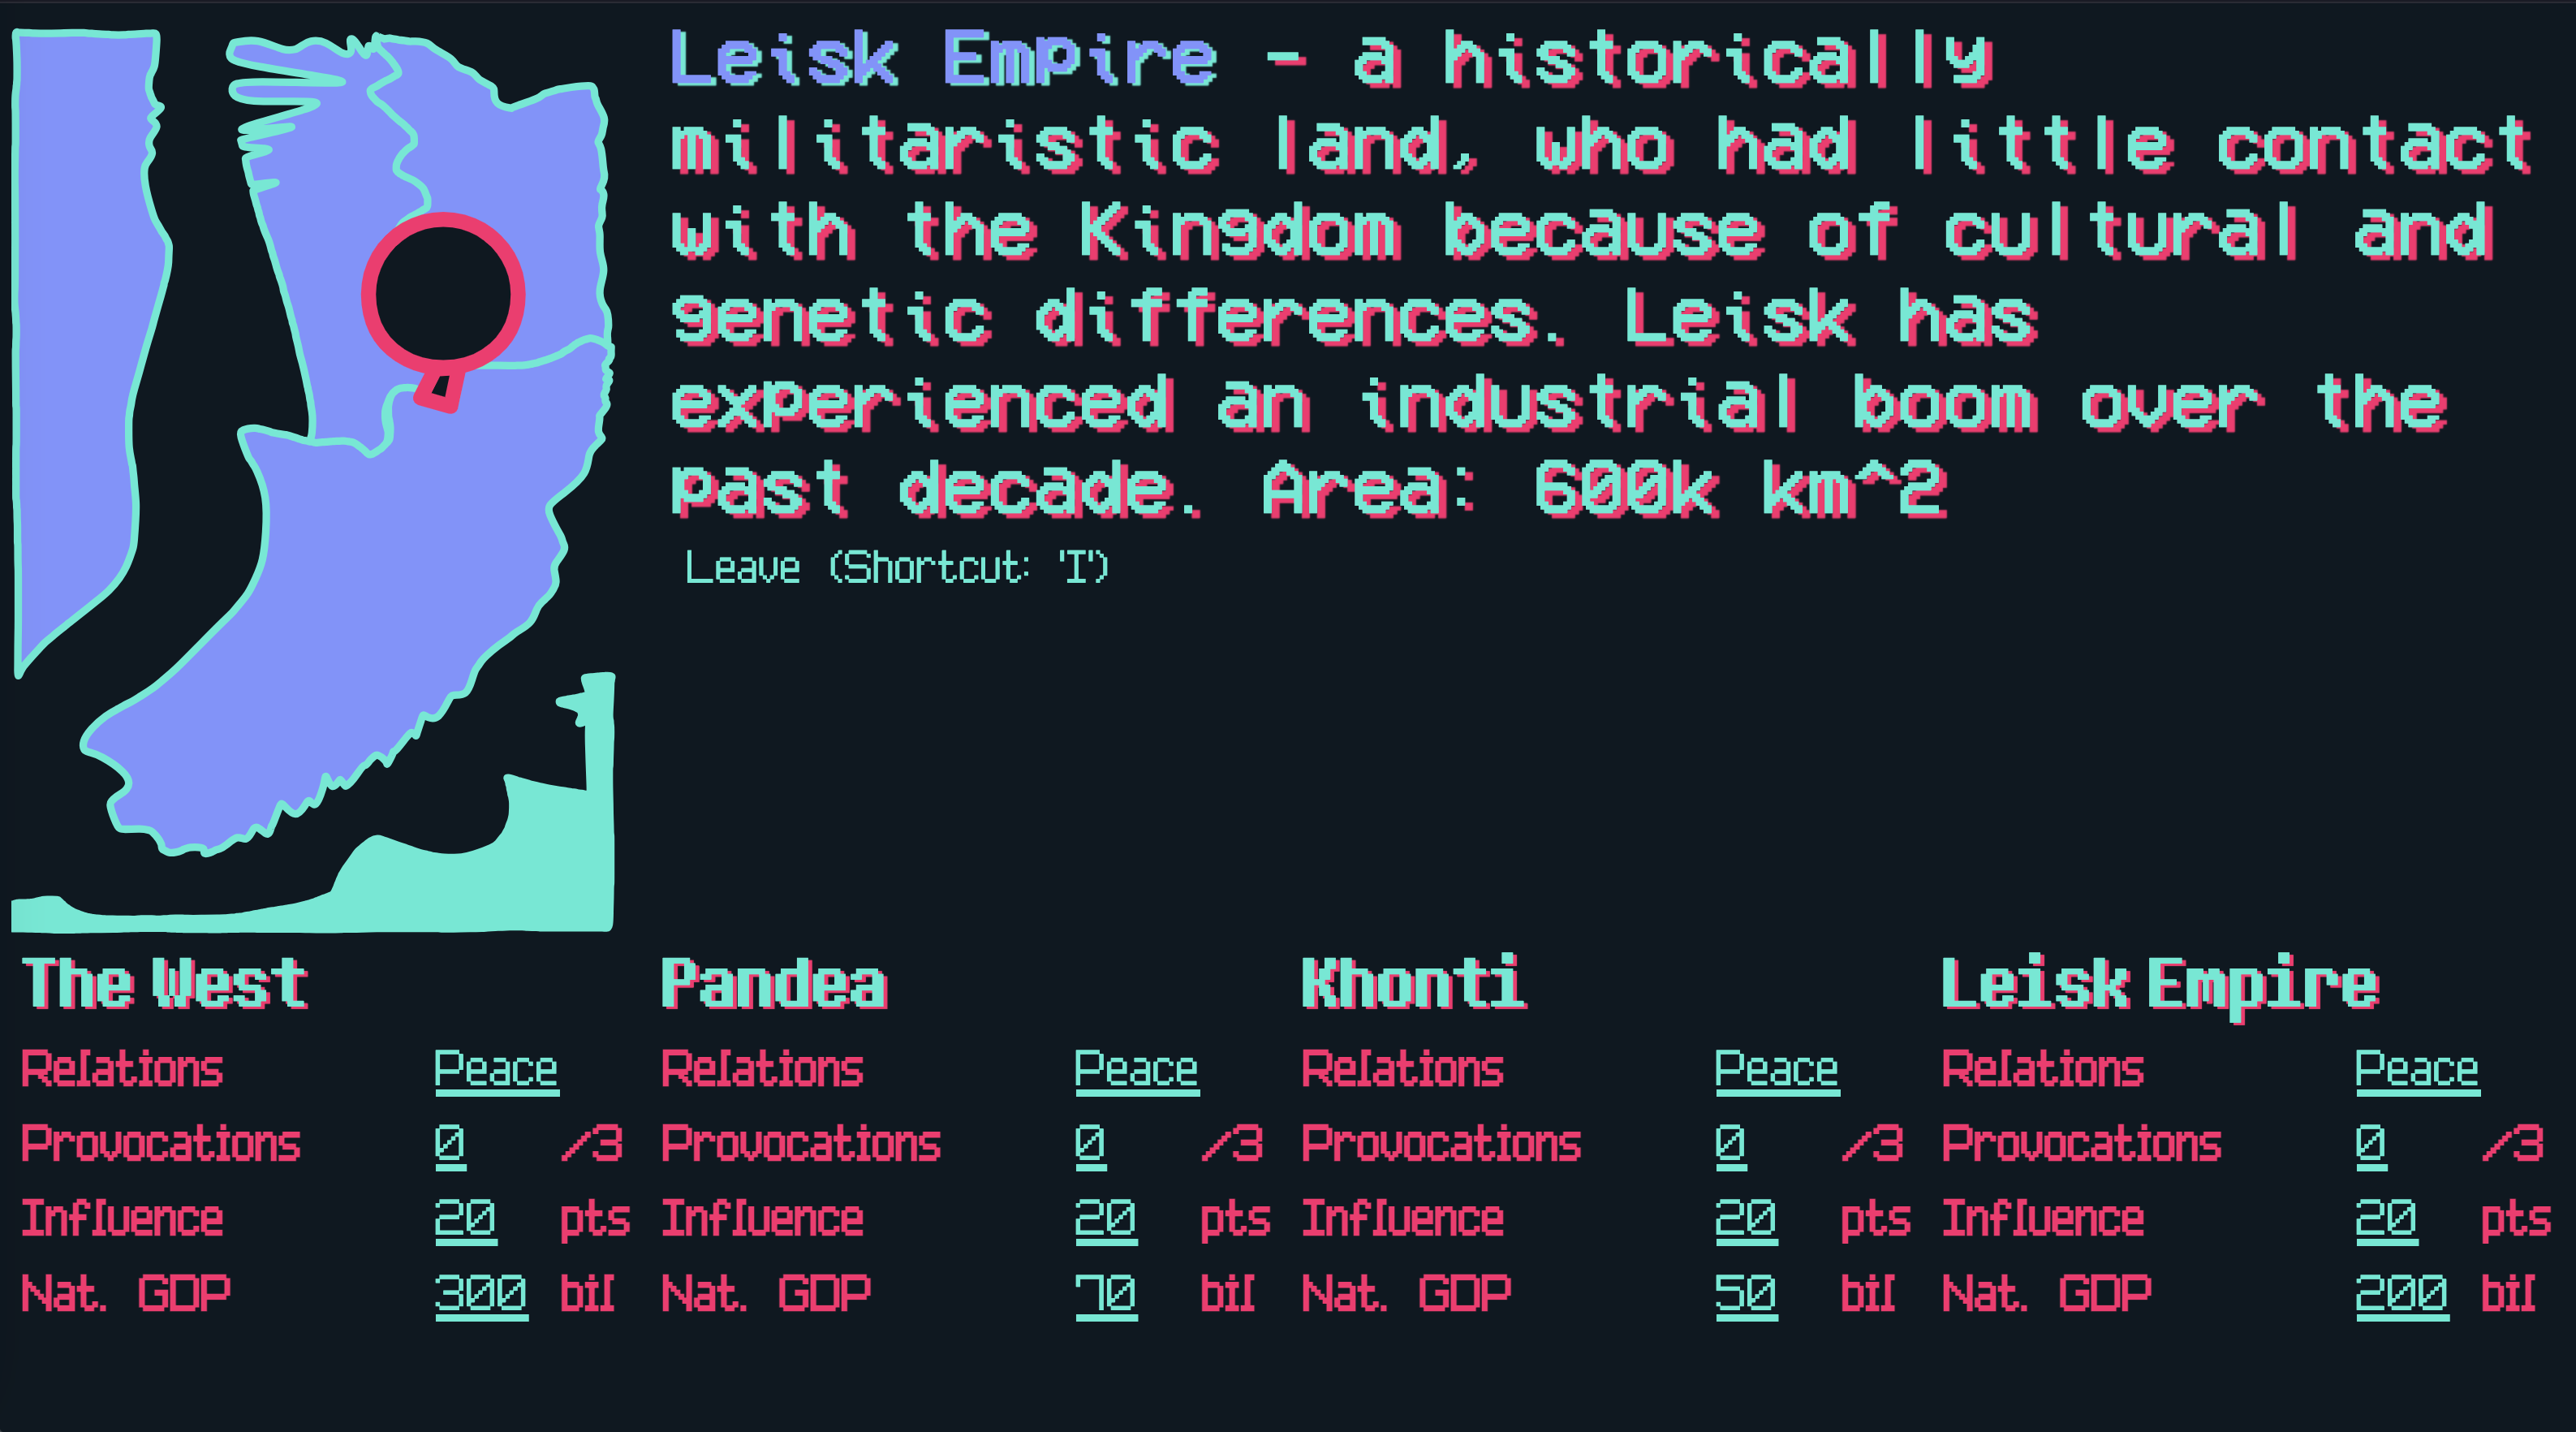 Leisk Empire - a historically
militaristic land, who had little contact
with the Kingdom because of cultural and
genetic differences. Leisk has
experienced an industrial boom over the
past decade. Area: 600k km^2
Leave (Shortcut: 'I')
The West Pandea Khonti Leisk Empire
Relations Peace Relations Peace Relations Peace Relations Peace
Provocations 0 /3 Provocations 0 /3 Provocations 0 /3 Provocations 0 /3
Influence 20 pts Influence 20 pts Influence 20 pts Influence 20 pts
Nat. GDP 300 bil Nat. GDP 70 bil Nat. GDP 50 bil Nat. GDP 200 bil